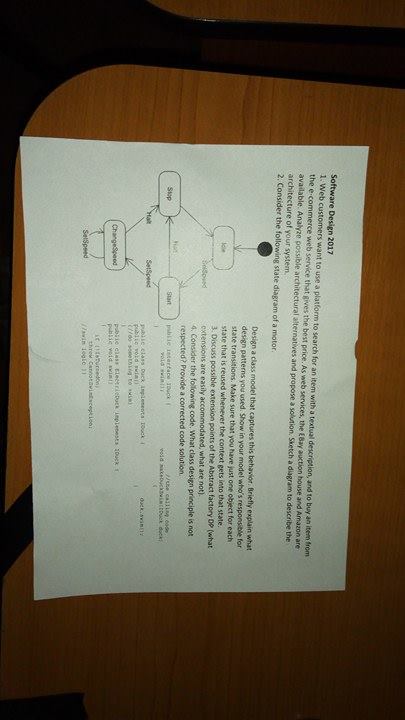 Software Design 2017
1. Web customers want to use a platform to search for an item with a textual description, and to buy an item from
the e-commerce web service that gives the best price. As web services, the EBay auction house and Amazon are
available. Analyze possible architectural alternatives and propose a solution. Sketch a diagram to describe the
architecture of your system.
2. Consider the following state diagram of a motor.
Idle
SetSpeed
Stop
Halt
Start
Halt
SetSpeed
ChangeSpeed
SetSpeed
Design a class model that captures this behavior. Briefly explain what
design patterns you used. Show in your model who's responsible for
state transitions. Make sure that you have just one object for each
state that is reused whenever the context gets into that state.
3. Discuss possible extension points of the Abstract factory DP (what
extensions are easily accommodated, what are not).
4. Consider the following code. What class design principle is not
respected? Provide a corrected code solution.
public interface IDuck {
void swim();
}
public class Duck implements IDuck {
public void swim()
{//do something to swim}
}
public class ElectricDuck implements IDuck {
public void swim()
{
if (!IsTurnedOn)
throw CannotSwimException;
//swim logic }}
//the calling code
void makeDuckSwim(IDuck duck)
{
duck.swim();
}